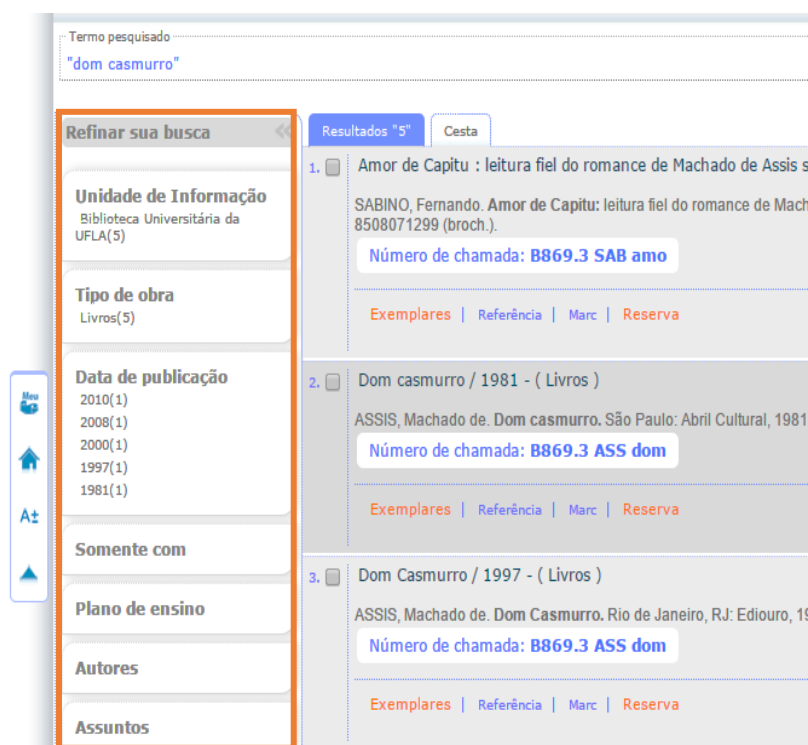 Termo pesquisado
"dom casmurro"
Refinar sua busca
Unidade de Informação
Biblioteca Universitária da
UFLA(5)
Tipo de obra
Livros(5)
Data de publicação
2010(1)
2008(1)
2000(1)
1997(1)
1981(1)
Somente com
Plano de ensino
Autores
Assuntos
Meu
A±
Resultados "5" Cesta
1. Amor de Capitu : leitura fiel do romance de Machado de Assis s
SABINO, Fernando. Amor de Capitu: leitura fiel do romance de Mach
8508071299 (broch.).
Número de chamada: B869.3 SAB amo
Exemplares | Referência | Marc | Reserva
2. Dom casmurro / 1981 - ( Livros )
ASSIS, Machado de. Dom casmurro. São Paulo: Abril Cultural, 1981
Número de chamada: B869.3 ASS dom
Exemplares | Referência | Marc | Reserva
3. Dom Casmurro / 1997 - ( Livros )
ASSIS, Machado de. Dom Casmurro. Rio de Janeiro, RJ: Ediouro, 19
Número de chamada: B869.3 ASS dom
Exemplares | Referência | Marc | Reserva